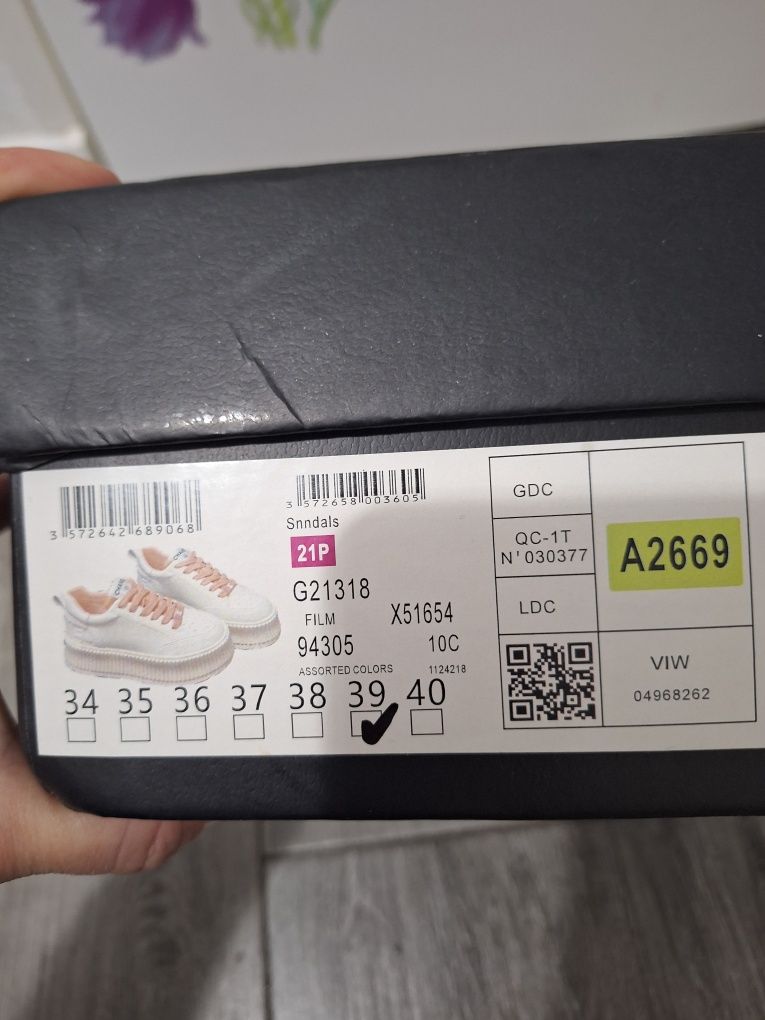 3 572642 689068
3 572658 003605
Snndals
21P
G21318
FILM X51654
94305 10C
ASSORTED COLORS 1124218
34 35 36 37 38 39 40
GDC
QC-1T
N'030377
LDC
A2669
VIW
04968262